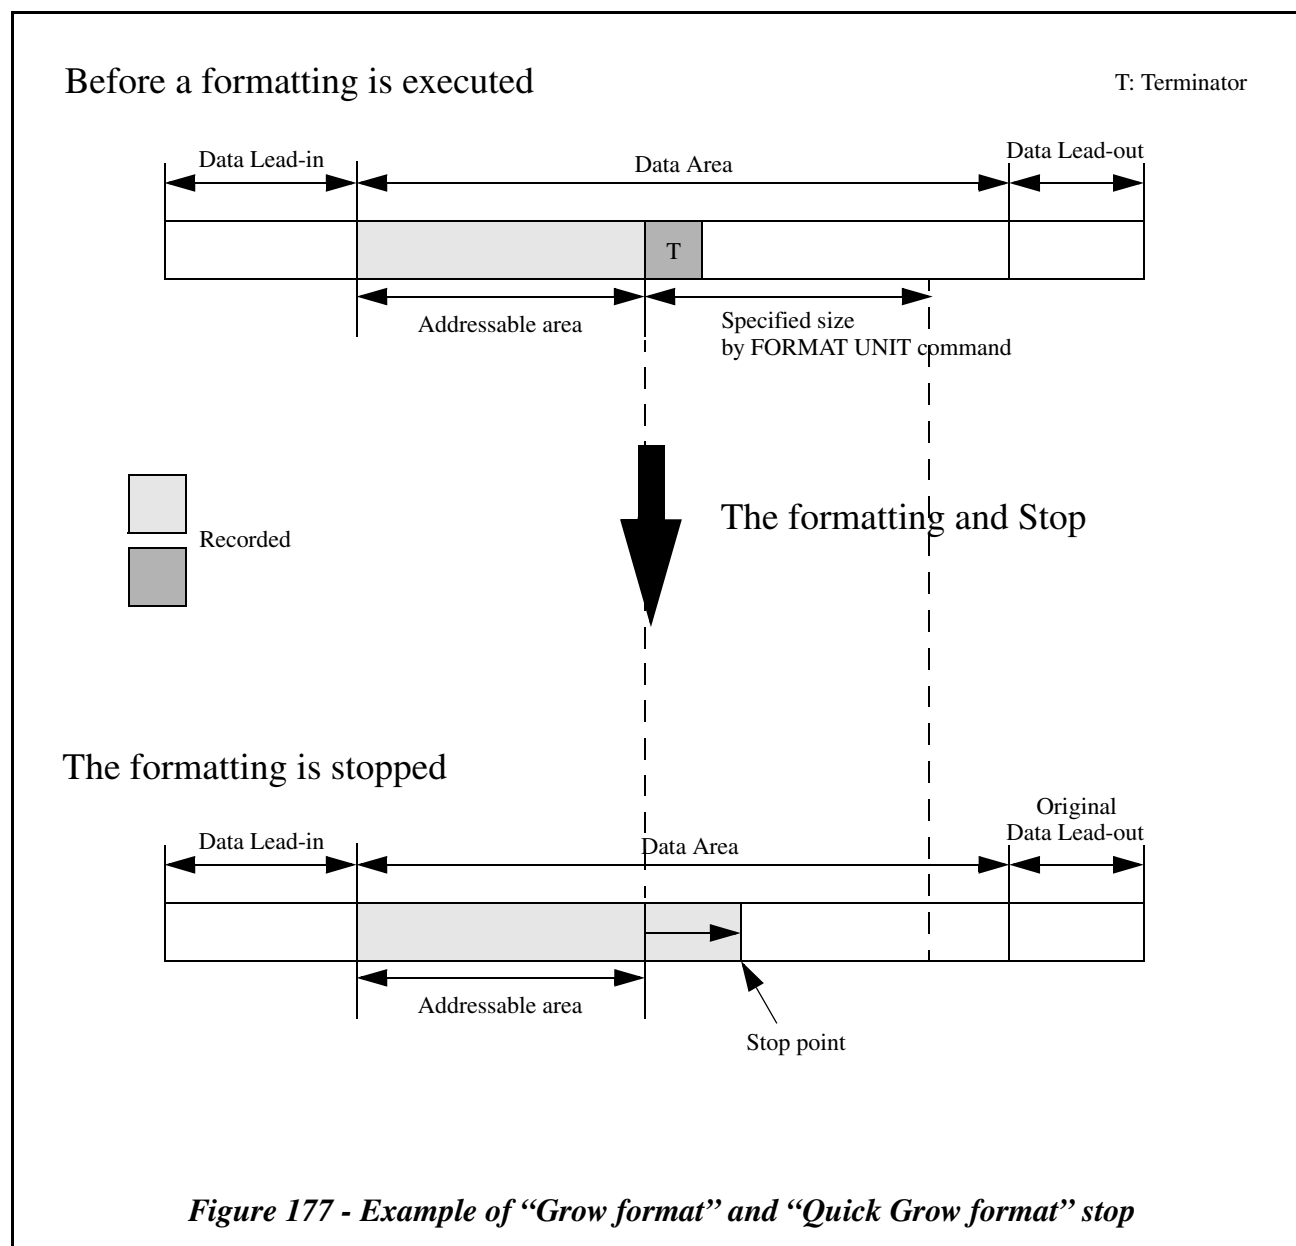 Before a formatting is executed
T: Terminator
Data Lead-in
Data Area
Data Lead-out
T
Addressable area
Specified size
by FORMAT UNIT command
Recorded
The formatting and Stop
The formatting is stopped
Original
Data Lead-out
Data Lead-in
Data Area
Addressable area
Stop point
Figure 177 - Example of “Grow format” and “Quick Grow format” stop